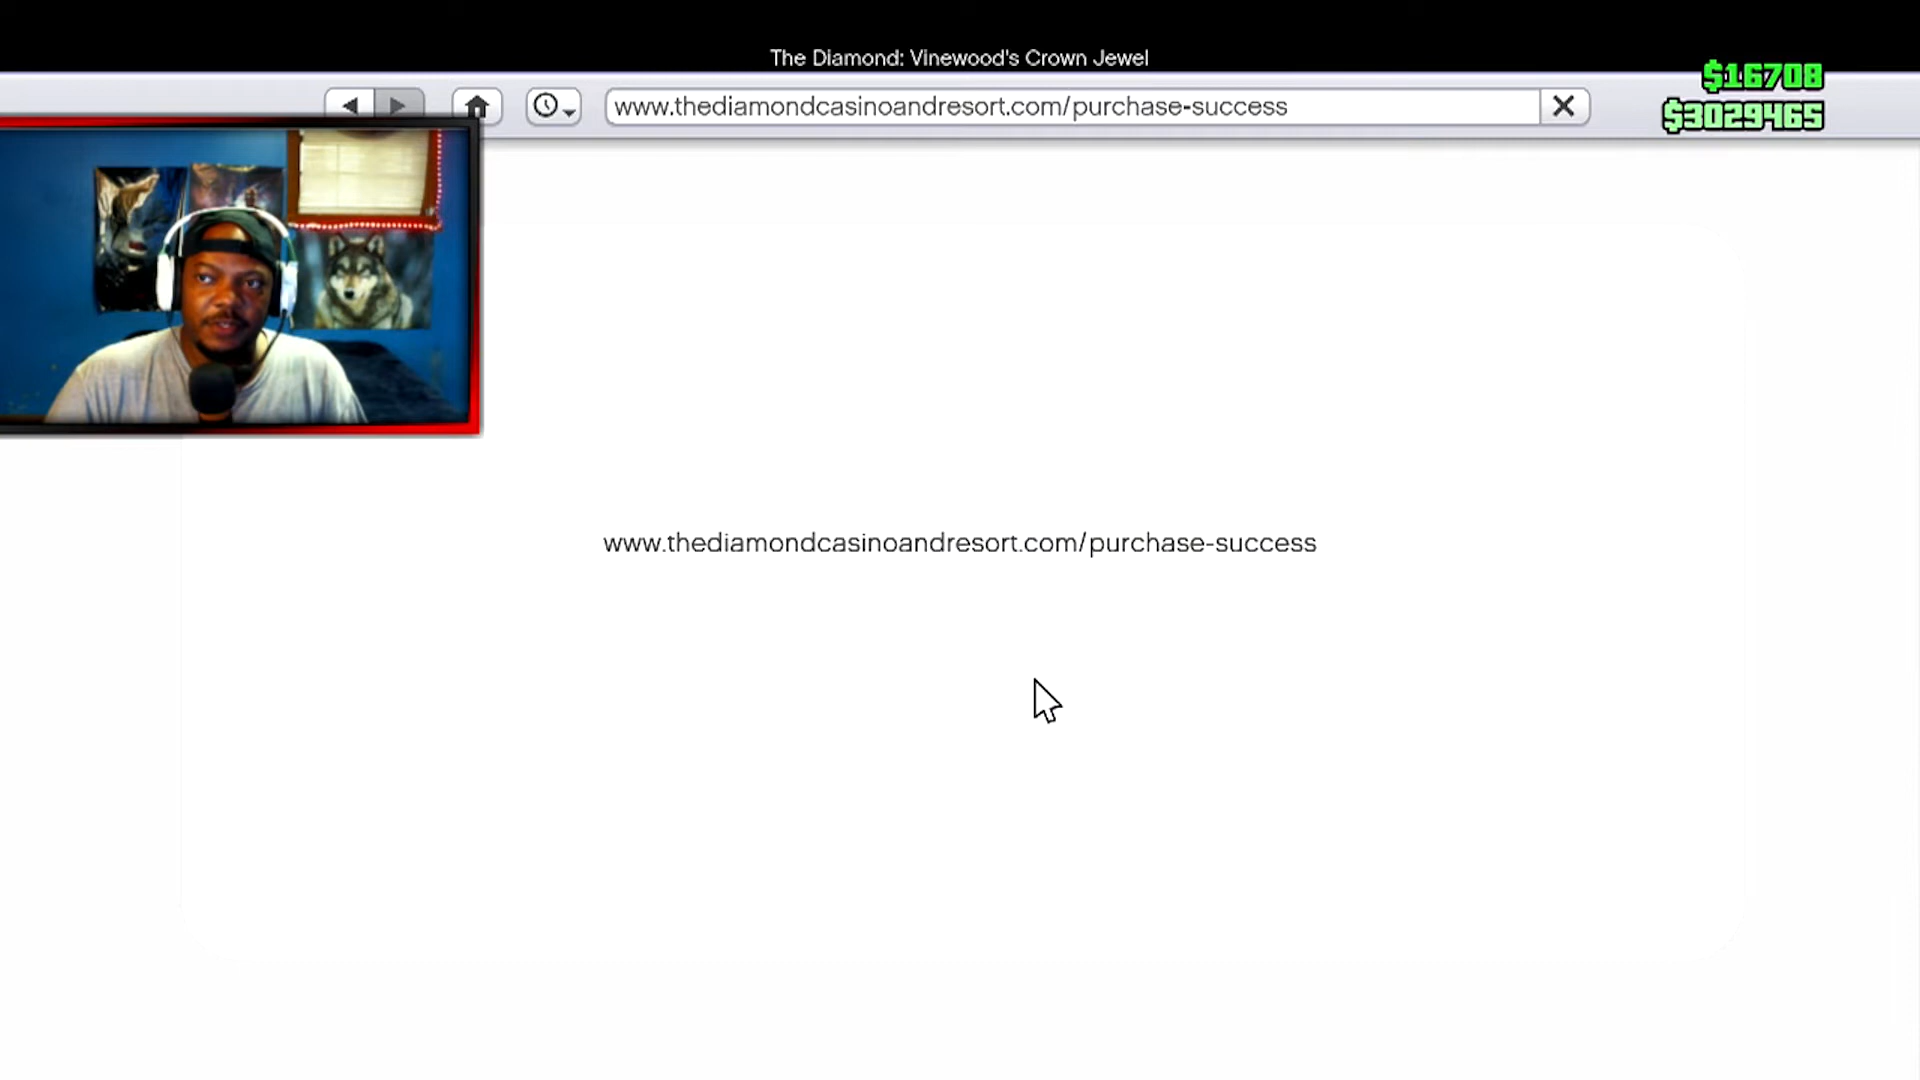 The Diamond: Vinewood's Crown Jewel
$16708
www.thediamondcasinoandresort.com/purchase-success
$3029465
www.thediamondcasinoandresort.com/purchase-success